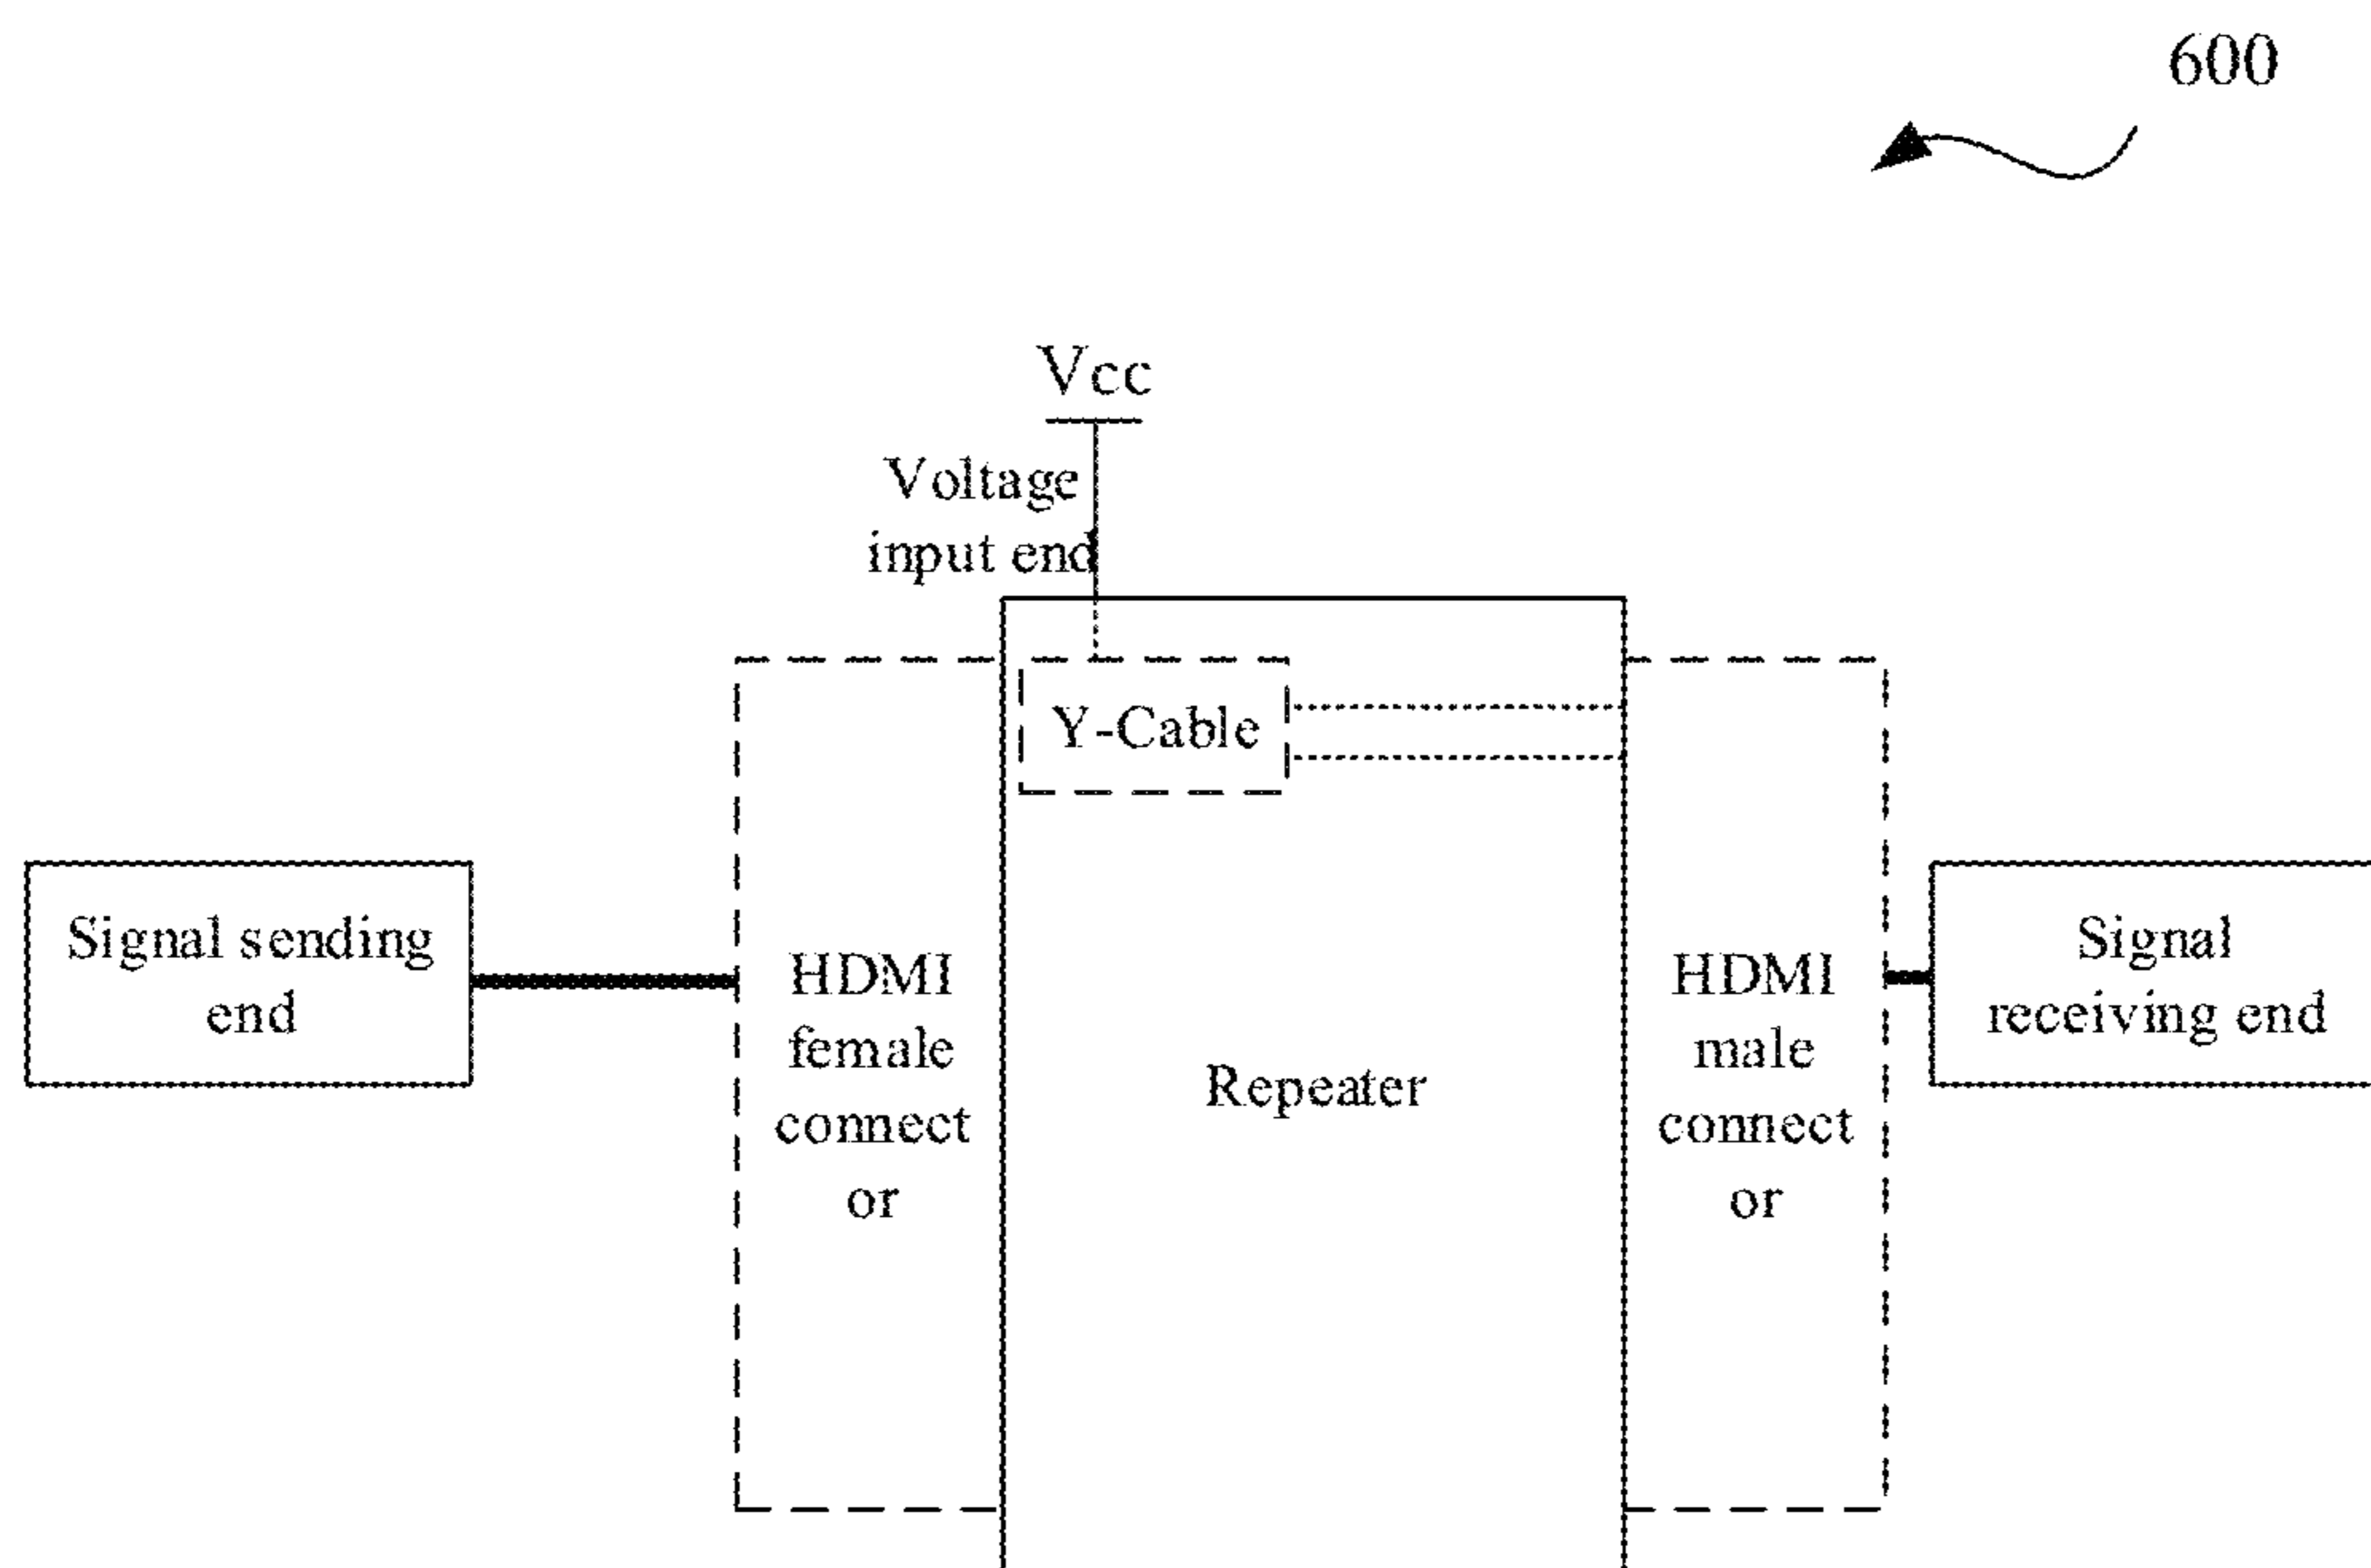 600
Vcc
Voltage
input end
Y-Cable
Signal sending
end
HDMI
female
connect
or
Repeater
HDMI
male
connect
or
Signal
receiving end